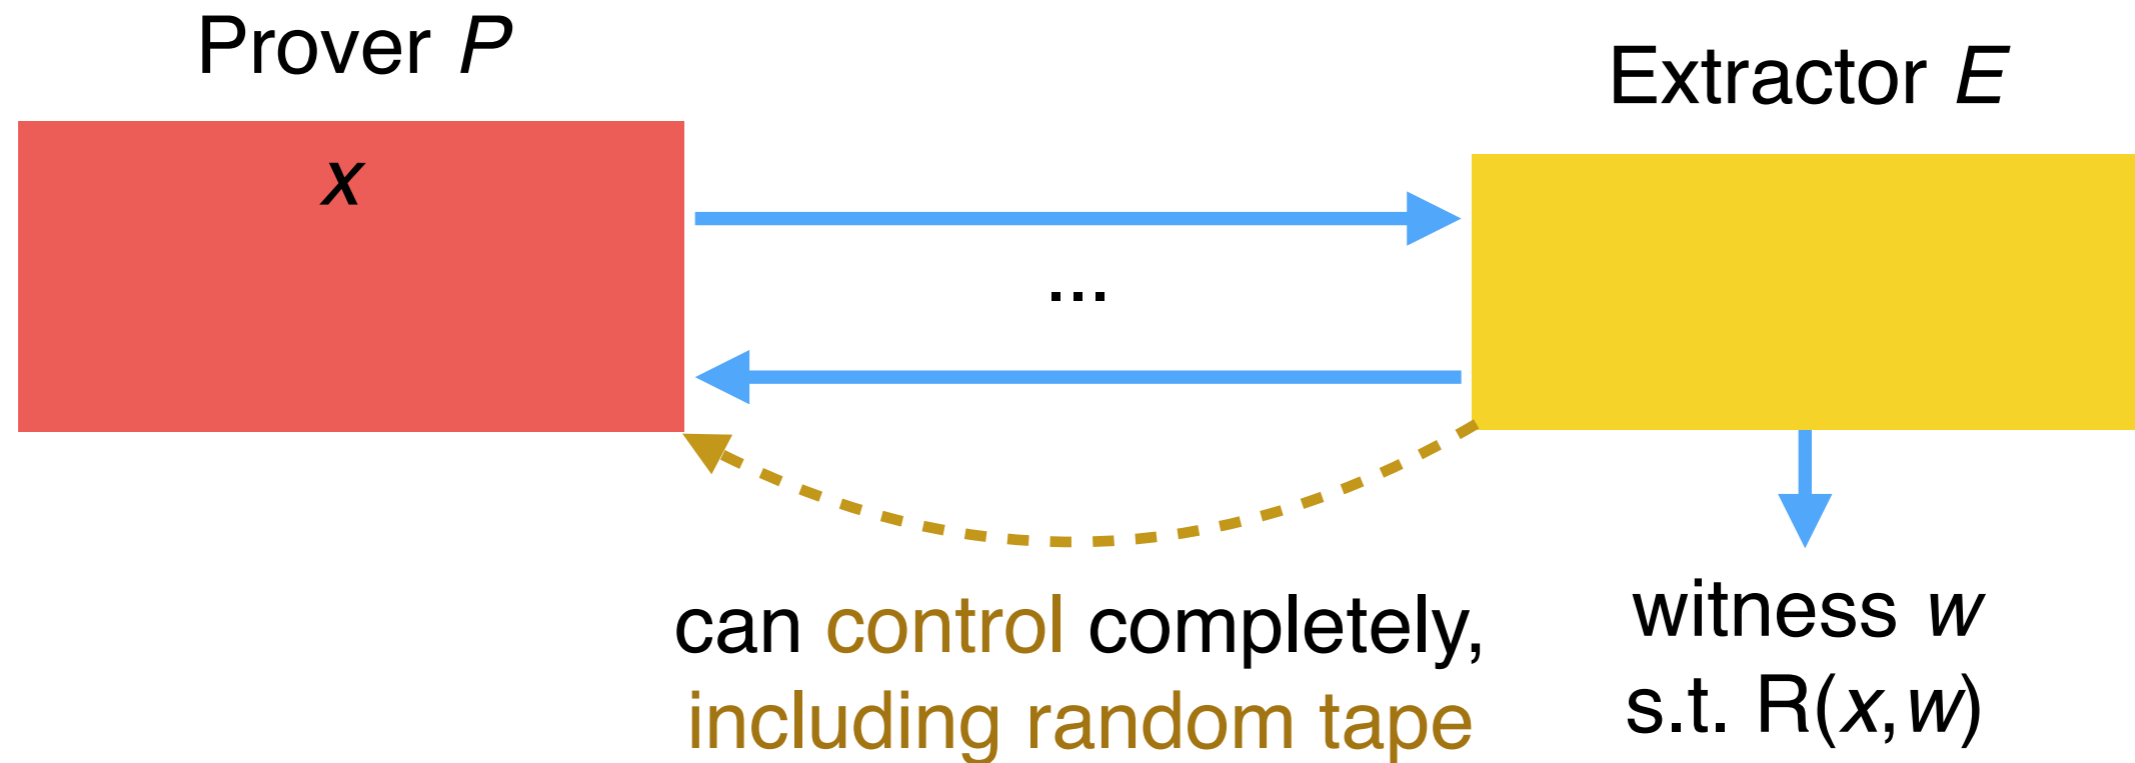 Prover P
Extractor E
x
...
can control completely,
including random tape
witness w
s.t. R(x,w)